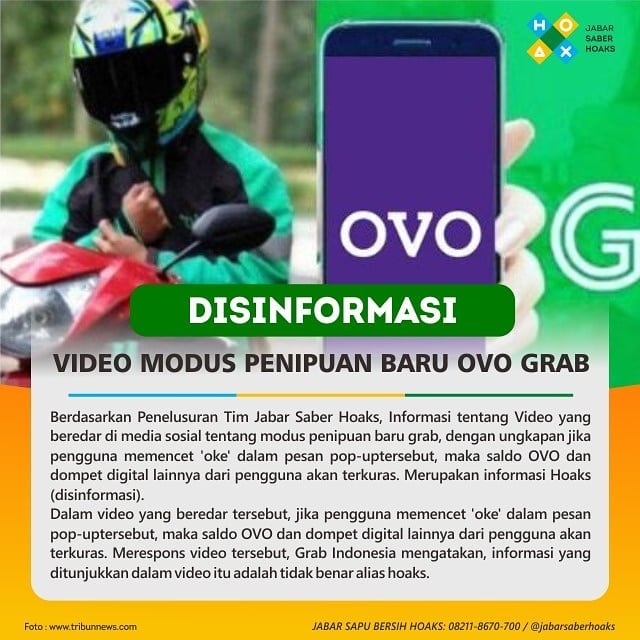 HOAX
JABAR
SABER
HOAKS
OVO
G
DISINFORMASI
VIDEO MODUS PENIPUAN BARU OVO GRAB
Berdasarkan Penelusuran Tim Jabar Saber Hoaks, Informasi tentang Video yang
beredar di media sosial tentang modus penipuan baru grab, dengan ungkapan jika
pengguna memencet 'oke' dalam pesan pop-uptersebut, maka saldo OVO dan
dompet digital lainnya dari pengguna akan terkuras. Merupakan informasi Hoaks
(disinformasi).
Dalam video yang beredar tersebut, jika pengguna memencet 'oke' dalam pesan
pop-uptersebut, maka saldo OVO dan dompet digital lainnya dari pengguna akan
terkuras. Merespons video tersebut, Grab Indonesia mengatakan, informasi yang
ditunjukkan dalam video itu adalah tidak benar alias hoaks.
Foto : www.tribunnews.com
JABAR SAPU BERSIH HOAKS: 08211-8670-700 / @jabarsaberhoaks